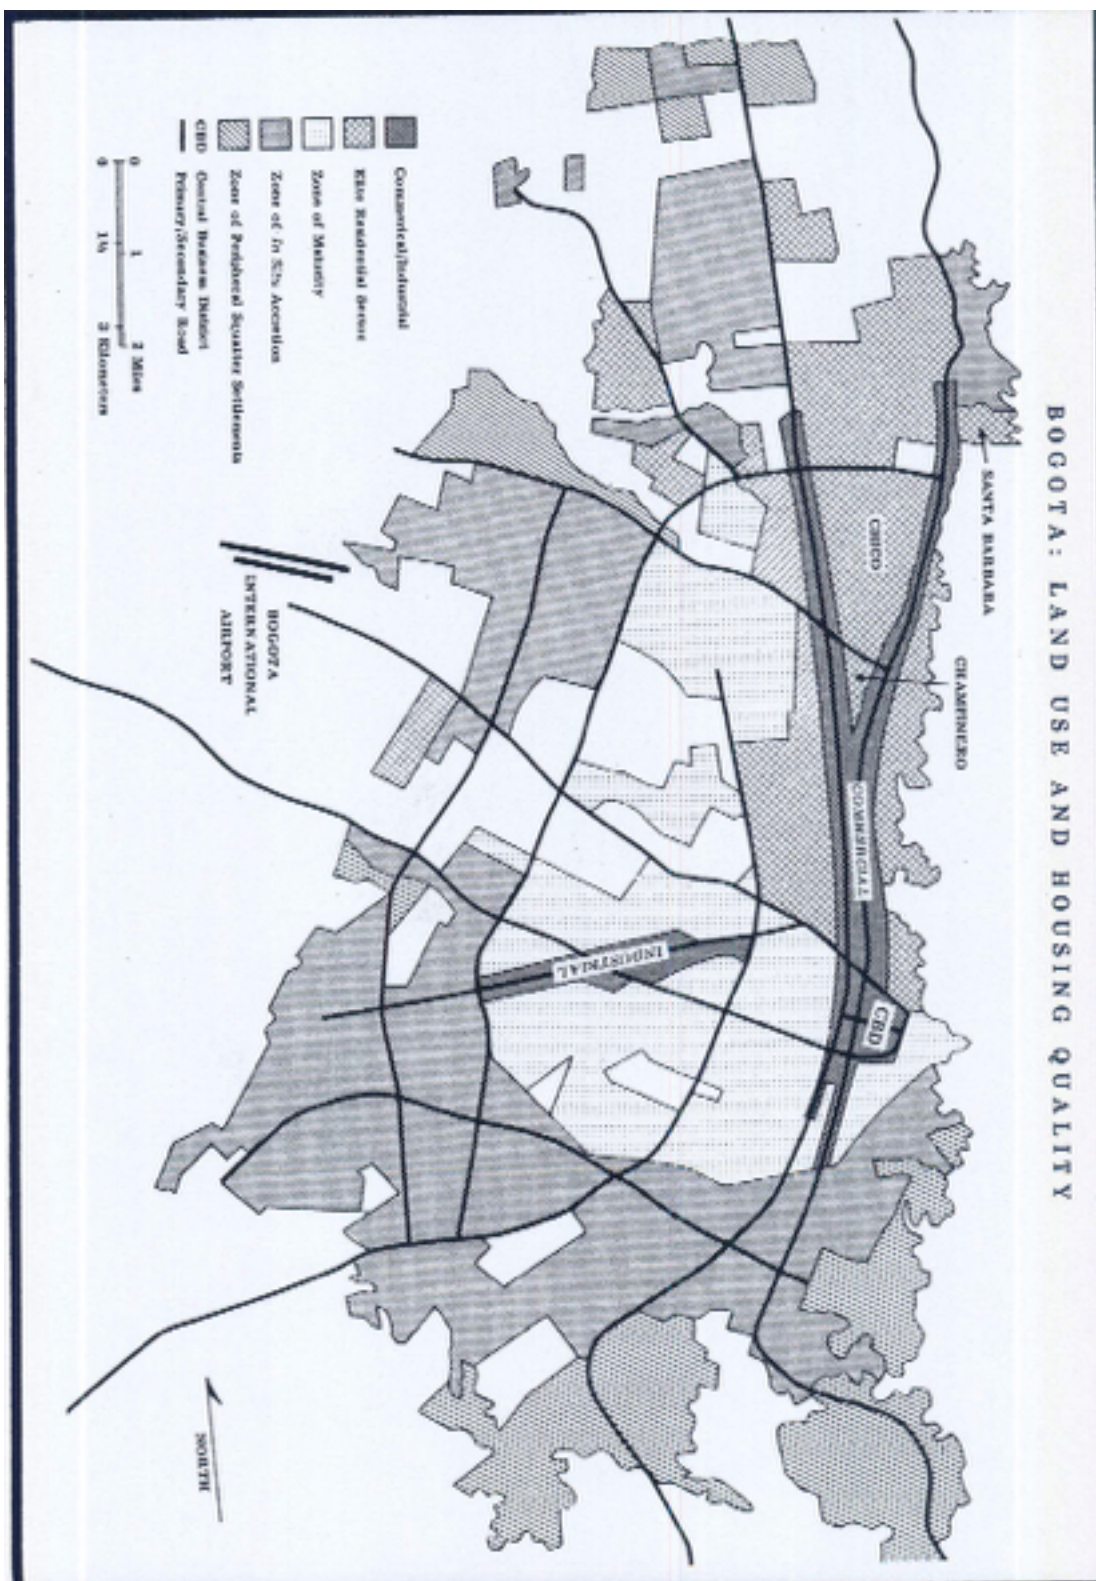 BOGOTA: LAND USE AND HOUSING QUALITY
SANTA BARBARA
CHICO
CHAPINERO
COMMERCIAL
CBD
INDUSTRIAL
BOGOTA
INTERNATIONAL
AIRPORT
NORTH
Commerical/Industrial
Elite Residential Sector
Zone of Maturity
Zone of In Situ Accretion
Zone of Peripheral Squatter Settlements
CBD Central Business District
Primary/Secondary Road
0 1 2 Miles
0 1½ 3 Kilometers